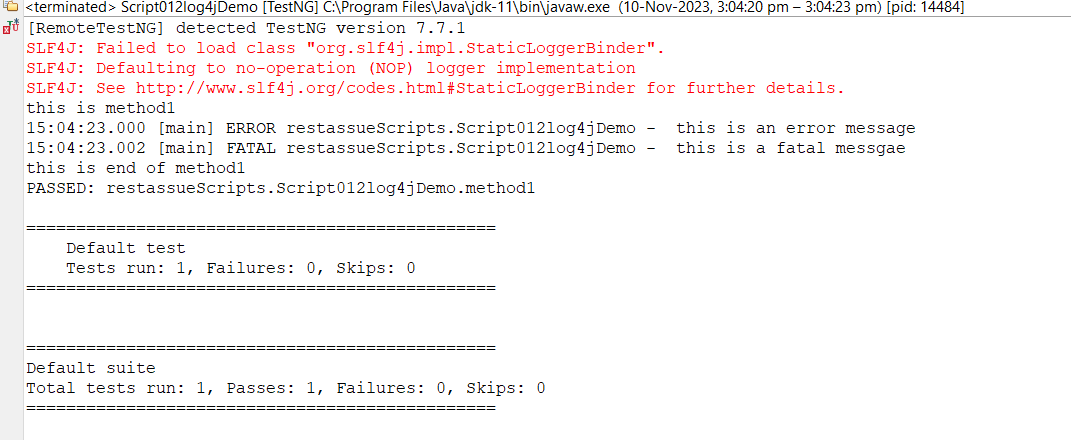 <terminated> Script012log4jDemo [TestNG] C:\Program Files\Java\jdk-11\bin\javaw.exe (10-Nov-2023, 3:04:20 pm – 3:04:23 pm) [pid: 14484]
[RemoteTestNG] detected TestNG version 7.7.1
SLF4J: Failed to load class "org.slf4j.impl.StaticLoggerBinder".
SLF4J: Defaulting to no-operation (NOP) logger implementation
SLF4J: See http://www.slf4j.org/codes.html#StaticLoggerBinder for further details.
this is method1
15:04:23.000 [main] ERROR restassueScripts.Script012log4jDemo -  this is an error message
15:04:23.002 [main] FATAL restassueScripts.Script012log4jDemo -  this is a fatal messgae
this is end of method1
PASSED: restassueScripts.Script012log4jDemo.method1
===============================================
    Default test
    Tests run: 1, Failures: 0, Skips: 0
===============================================
===============================================
Default suite
Total tests run: 1, Passes: 1, Failures: 0, Skips: 0
===============================================